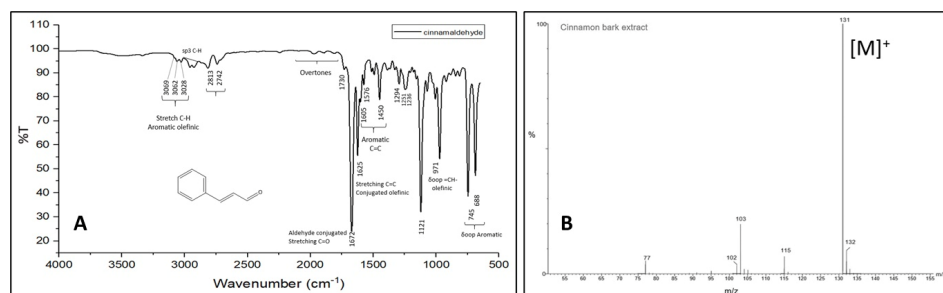 %T
110
100
90
80
70
60
50
40
30
20
cinnamaldehyde
sp3 C-H
3069
3062
3028
2813
2742
Stretch C-H
Aromatic olefinic
Overtones
1730
1672
1625
1605
1576
1450
1294
1251
1236
1121
971
745
688
Aromatic
C=C
Stretching C=C
Conjugated olefinic
Aldehyde conjugated
Stretching C=O
δoop =CH-
olefinic
δoop Aromatic
O
A
4000 3500 3000 2500 2000 1500 1000 500
Wavenumber (cm-1)
Cinnamon bark extract
100
%
0
131
[M]+
B
103
102
115
132
77
55 60 65 70 75 80 85 90 95 100 105 110 115 120 125 130 135 140 145 150 155
m/z
m/z